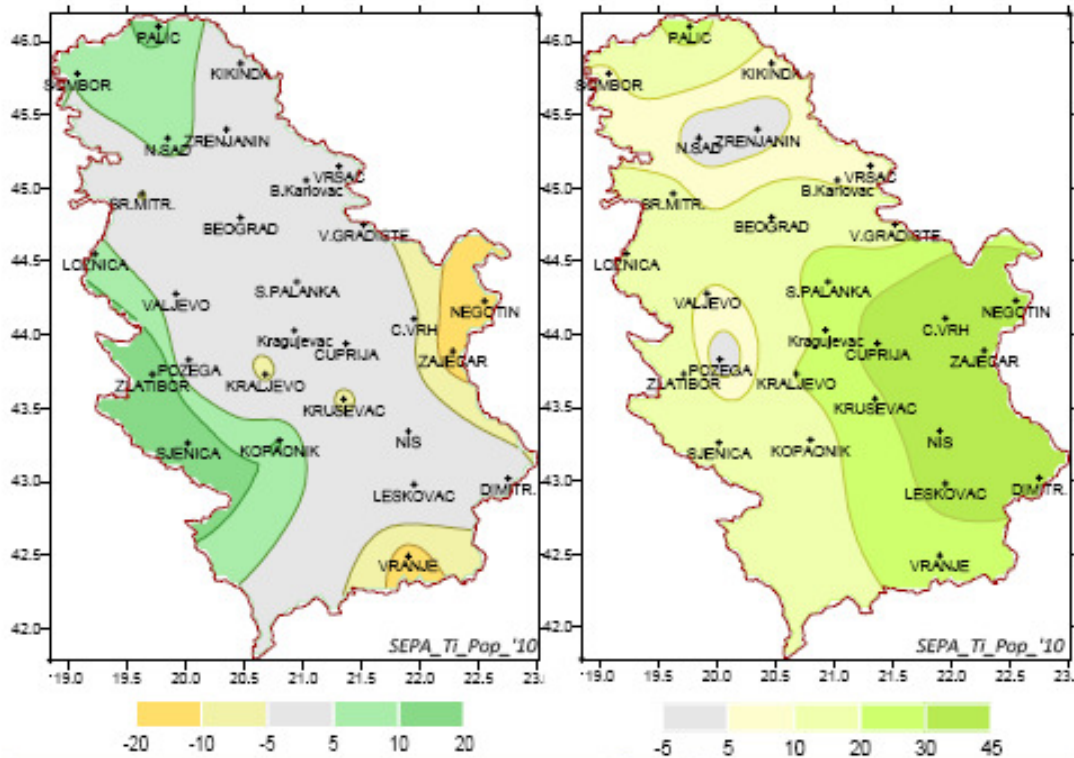 PALIC
46.0
SOMBOR
KIKINDA
45.5
ZRENJANIN
N.SAD
VRSAC
45.0
B.Karlovac
SR.MITR.
BEOGRAD
V.GRADISTE
44.5
LOZNICA
S.PALANKA
VALJEVO
NEGOTIN
C.VRH
44.0
Kragujevac
CUPRIJA
ZAJECAR
POZEGA
ZLATIBOR
KRALJEVO
43.5
KRUSEVAC
NIS
SJENICA
KOPAONIK
43.0
LESKOVAC
DIMITR.
42.5
VRANJE
42.0
SEPA_Ti_Pop_'10
19.0 19.5 20.0 20.5 21.0 21.5 22.0 22.5 23.
-20 -10 -5 5 10 20
PALIC
46.0
SOMBOR
KIKINDA
45.5
ZRENJANIN
N.SAD
VRSAC
45.0
B.Karlovac
SR.MITR.
BEOGRAD
V.GRADISTE
44.5
LOZNICA
S.PALANKA
VALJEVO
NEGOTIN
C.VRH
44.0
Kragujevac
CUPRIJA
ZAJECAR
POZEGA
ZLATIBOR
KRALJEVO
43.5
KRUSEVAC
NIS
SJENICA
KOPAONIK
43.0
LESKOVAC
DIMITR.
42.5
VRANJE
42.0
SEPA_Ti_Pop_'10
19.0 19.5 20.0 20.5 21.0 21.5 22.0 22.5 23.0
-5 5 10 20 30 45